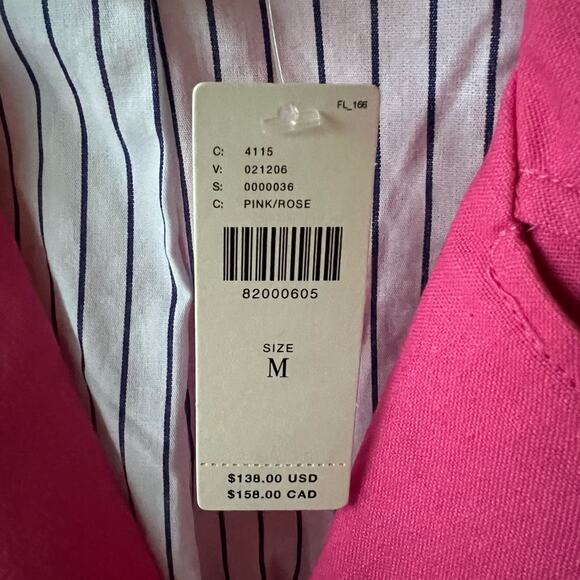 FL_166
C: 4115
V: 021206
S: 0000036
C: PINK/ROSE
82000605
SIZE
M
$138.00 USD
$158.00 CAD